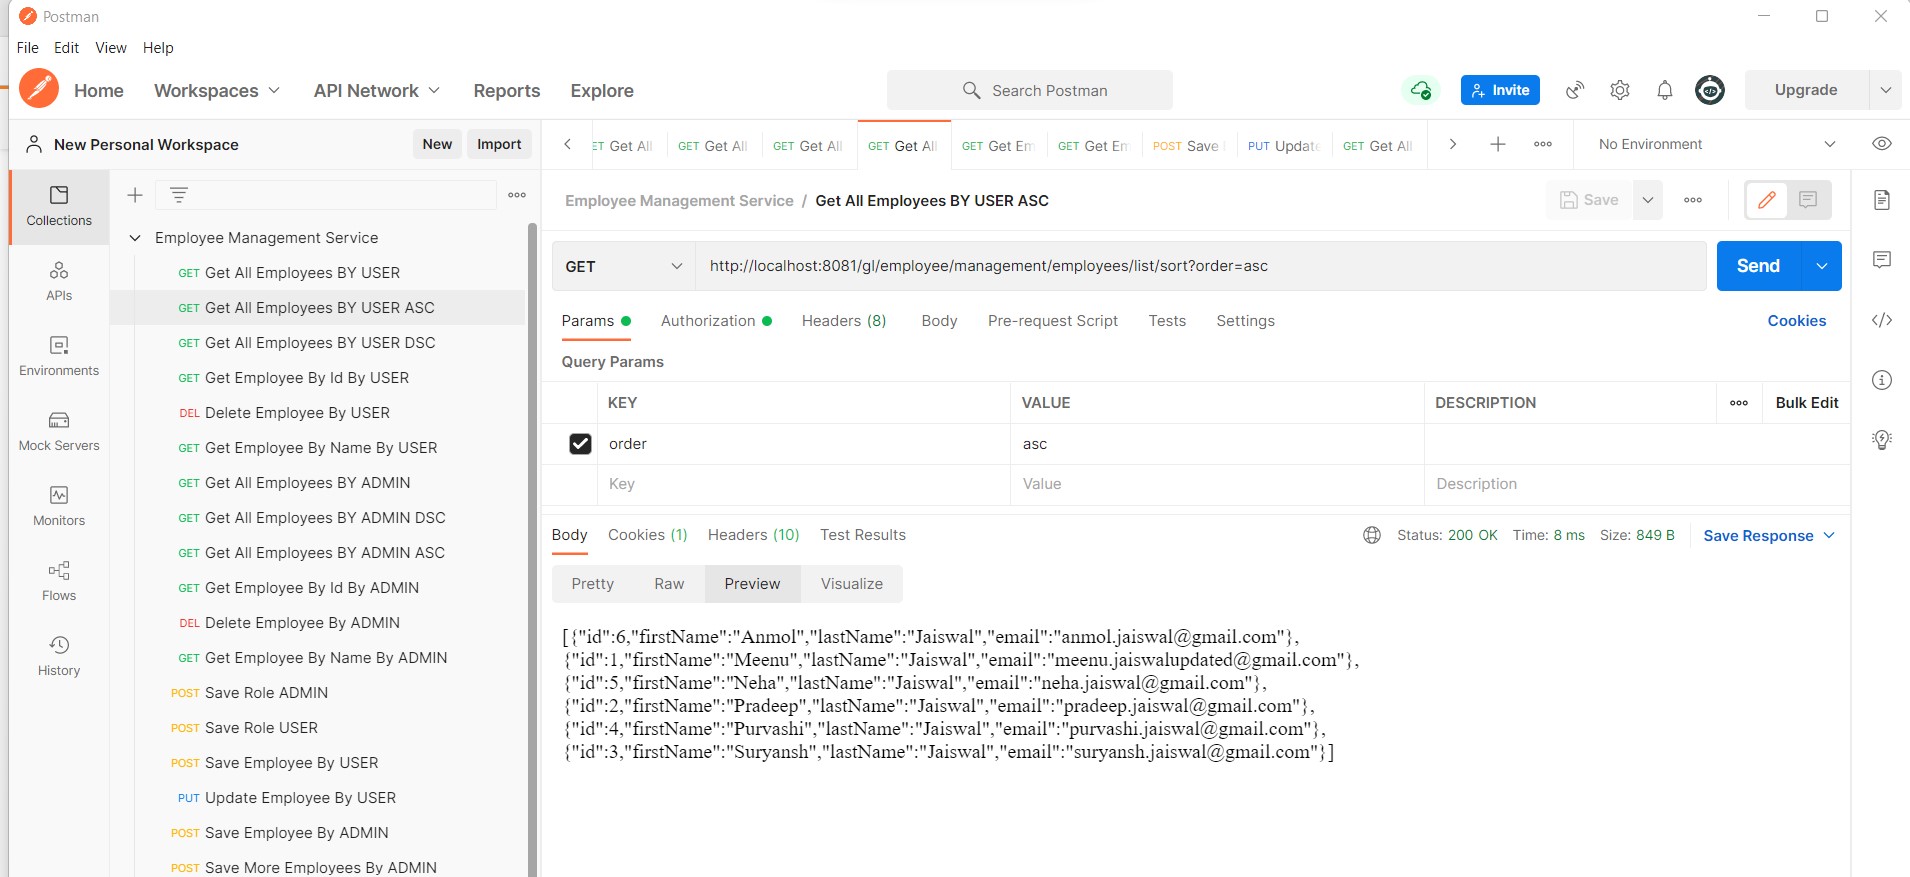 Postman
File Edit View Help
Home Workspaces API Network Reports Explore Search Postman Invite Upgrade
New Personal Workspace New Import
ET Get All GET Get All GET Get All GET Get All GET Get Em GET Get Em POST Save PUT Update GET Get All No Environment
Collections
APIs
Environments
Mock Servers
Monitors
Flows
History
Employee Management Service
GET Get All Employees BY USER
GET Get All Employees BY USER ASC
GET Get All Employees BY USER DSC
GET Get Employee By Id By USER
DEL Delete Employee By USER
GET Get Employee By Name By USER
GET Get All Employees BY ADMIN
GET Get All Employees BY ADMIN DSC
GET Get All Employees BY ADMIN ASC
GET Get Employee By Id By ADMIN
DEL Delete Employee By ADMIN
GET Get Employee By Name By ADMIN
POST Save Role ADMIN
POST Save Role USER
POST Save Employee By USER
PUT Update Employee By USER
POST Save Employee By ADMIN
POST Save More Employees By ADMIN
Employee Management Service / Get All Employees BY USER ASC Save
GET http://localhost:8081/gl/employee/management/employees/list/sort?order=asc Send
Params Authorization Headers (8) Body Pre-request Script Tests Settings Cookies
Query Params
KEY VALUE DESCRIPTION Bulk Edit
order asc
Key Value Description
Body Cookies (1) Headers (10) Test Results Status: 200 OK Time: 8 ms Size: 849 B Save Response
Pretty Raw Preview Visualize
[{"id":6,"firstName":"Anmol","lastName":"Jaiswal","email":"anmol.jaiswal@gmail.com"},
{"id":1,"firstName":"Meenu","lastName":"Jaiswal","email":"meenu.jaiswalupdated@gmail.com"},
{"id":5,"firstName":"Neha","lastName":"Jaiswal","email":"neha.jaiswal@gmail.com"},
{"id":2,"firstName":"Pradeep","lastName":"Jaiswal","email":"pradeep.jaiswal@gmail.com"},
{"id":4,"firstName":"Purvashi","lastName":"Jaiswal","email":"purvashi.jaiswal@gmail.com"},
{"id":3,"firstName":"Suryansh","lastName":"Jaiswal","email":"suryansh.jaiswal@gmail.com"}]